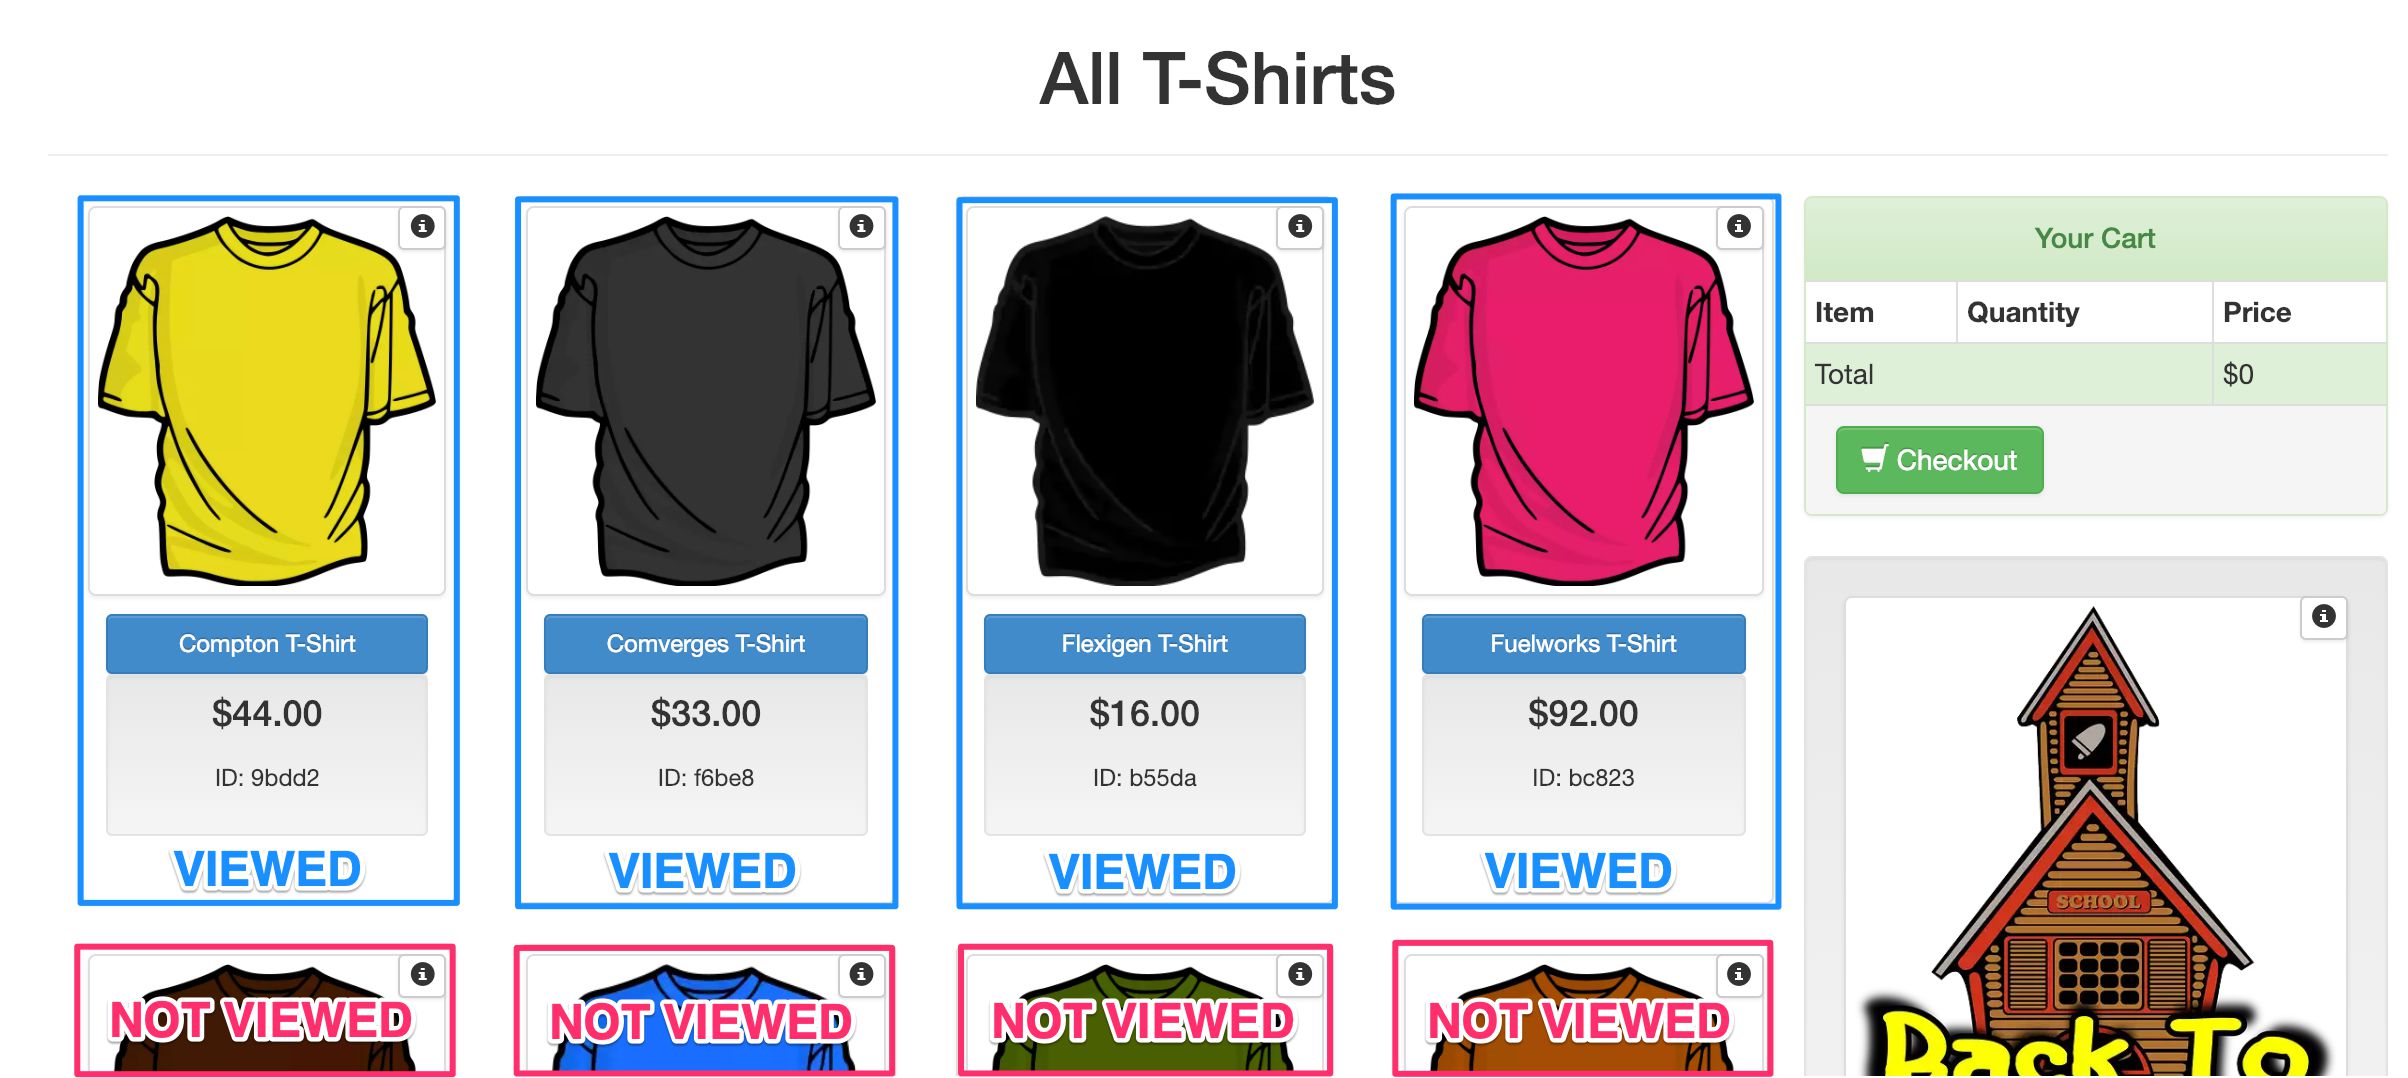 All T-Shirts
Compton T-Shirt
$44.00
ID: 9bdd2
VIEWED
Comverges T-Shirt
$33.00
ID: f6be8
VIEWED
Flexigen T-Shirt
$16.00
ID: b55da
VIEWED
Fuelworks T-Shirt
$92.00
ID: bc823
VIEWED
NOT VIEWED
NOT VIEWED
NOT VIEWED
NOT VIEWED
Your Cart
Item Quantity Price
Total $0
Checkout
SCHOOL
Back To